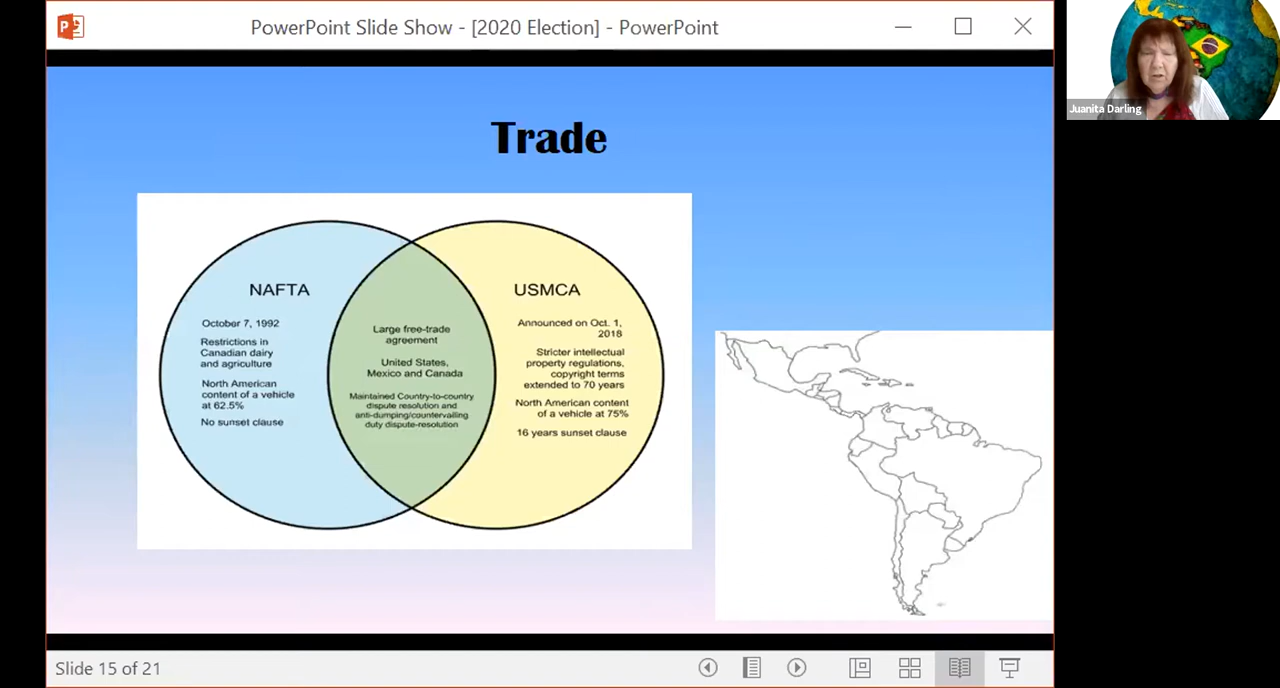 PowerPoint Slide Show - [2020 Election] - PowerPoint
Juanita Darling
Trade
NAFTA
October 7, 1992
Restrictions in
Canadian dairy
and agriculture
North American
content of a vehicle
at 62.5%
No sunset clause
Large free-trade
agreement
United States,
Mexico and Canada
Maintained Country-to-country
dispute resolution and
anti-dumping/countervailing
duty dispute-resolution
USMCA
Announced on Oct. 1,
2018
Stricter intellectual
property regulations,
copyright terms
extended to 70 years
North American content
of a vehicle at 75%
16 years sunset clause
Slide 15 of 21